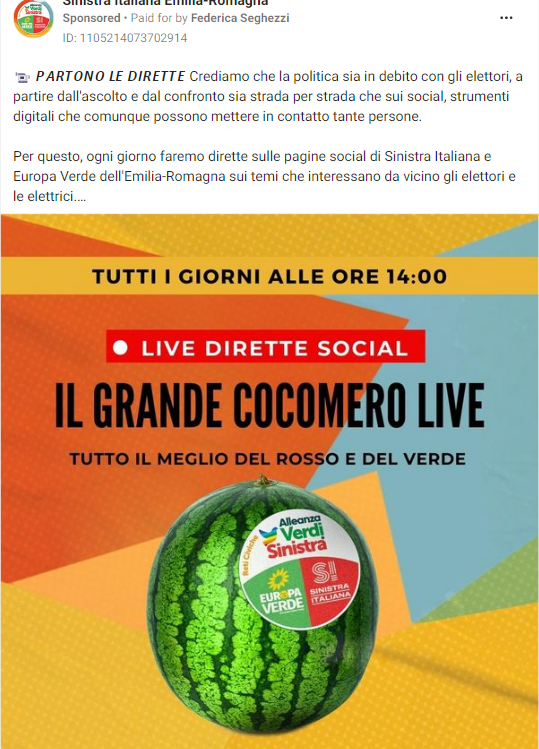 Sinistra Italiana Emilia-Romagna
Sponsored • Paid for by Federica Seghezzi
ID: 1105214073702914
PARTONO LE DIRETTE Crediamo che la politica sia in debito con gli elettori, a
partire dall'ascolto e dal confronto sia strada per strada che sui social, strumenti
digitali che comunque possono mettere in contatto tante persone.
Per questo, ogni giorno faremo dirette sulle pagine social di Sinistra Italiana e
Europa Verde dell'Emilia-Romagna sui temi che interessano da vicino gli elettori e
le elettrici....
TUTTI I GIORNI ALLE ORE 14:00
LIVE DIRETTE SOCIAL
IL GRANDE COCOMERO LIVE
TUTTO IL MEGLIO DEL ROSSO E DEL VERDE
Alleanza
Verdi
Sinistra
Reti Civiche
EUROPA
VERDE
SI
SINISTRA
ITALIANA